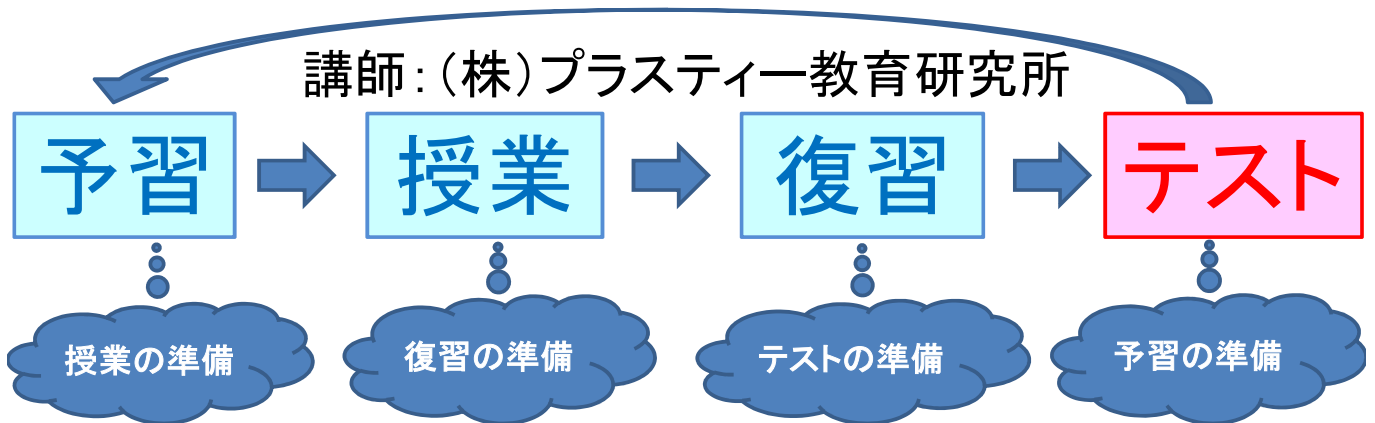 講師：（株）プラスティー教育研究所
予習
授業
復習
テスト
授業の準備
復習の準備
テストの準備
予習の準備